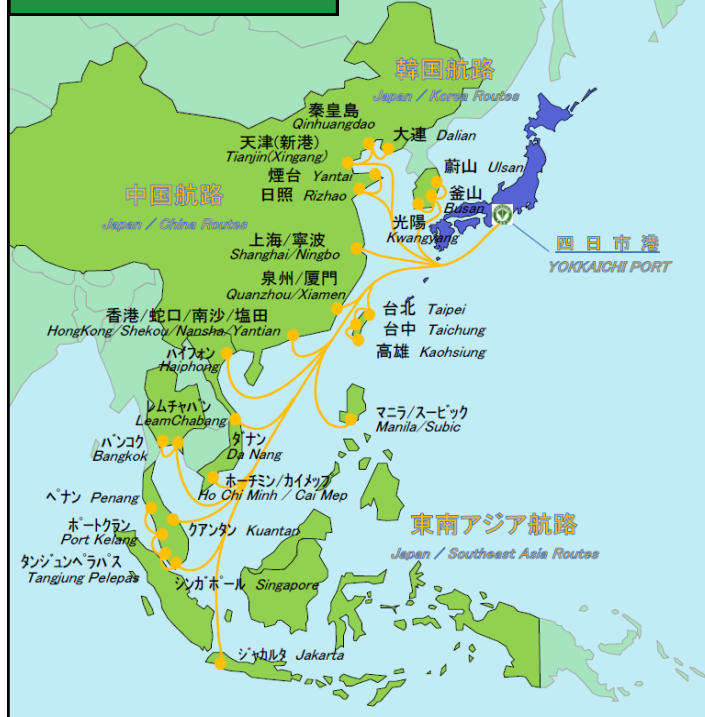 韓国航路
Japan / Korea Routes
秦皇島
Qinhuangdao
天津(新港)
Tianjin(Xingang)
大連 Dalian
煙台 Yantai
日照 Rizhao
蔚山 Ulsan
釜山
Busan
光陽
Kwangyang
中国航路
Japan / China Routes
四日市港
YOKKAICHI PORT
上海/寧波
Shanghai/Ningbo
泉州/厦門
Quanzhou/Xiamen
香港/蛇口/南沙/塩田
HongKong/Shekou/Nansha/Yantian
台北 Taipei
台中 Taichung
高雄 Kaohsiung
ハイフォン
Haiphong
レムチャバン
LeamChabang
バンコク
Bangkok
ダナン
Da Nang
マニラ/スービック
Manila/Subic
ホーチミン/カイメップ
Ho Chi Minh / Cai Mep
ペナン Penang
ポートクラン
Port Kelang
クアンタン Kuantan
タンジュンペラパス
Tangjung Pelepas
シンガポール Singapore
東南アジア航路
Japan / Southeast Asia Routes
ジャカルタ Jakarta